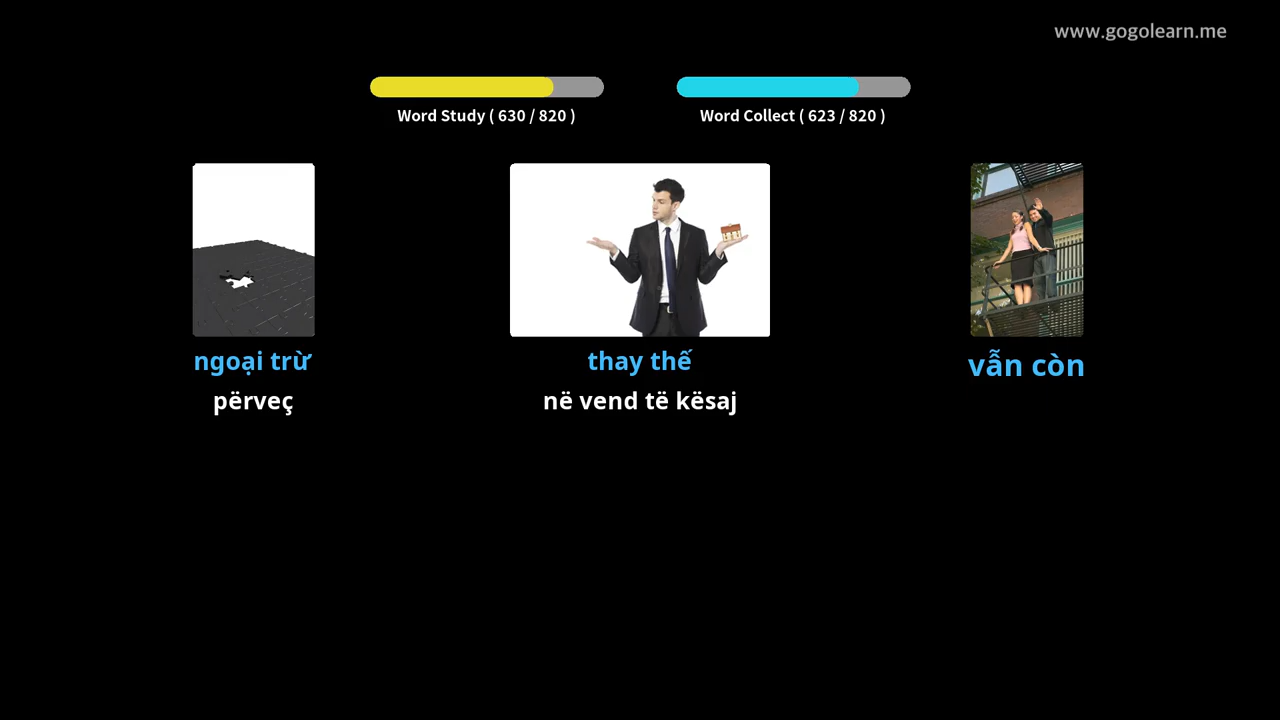 www.gogolearn.me
Word Study ( 630 / 820 )
Word Collect ( 623 / 820 )
ngoại trừ
përveç
thay thế
në vend të kësaj
vẫn còn